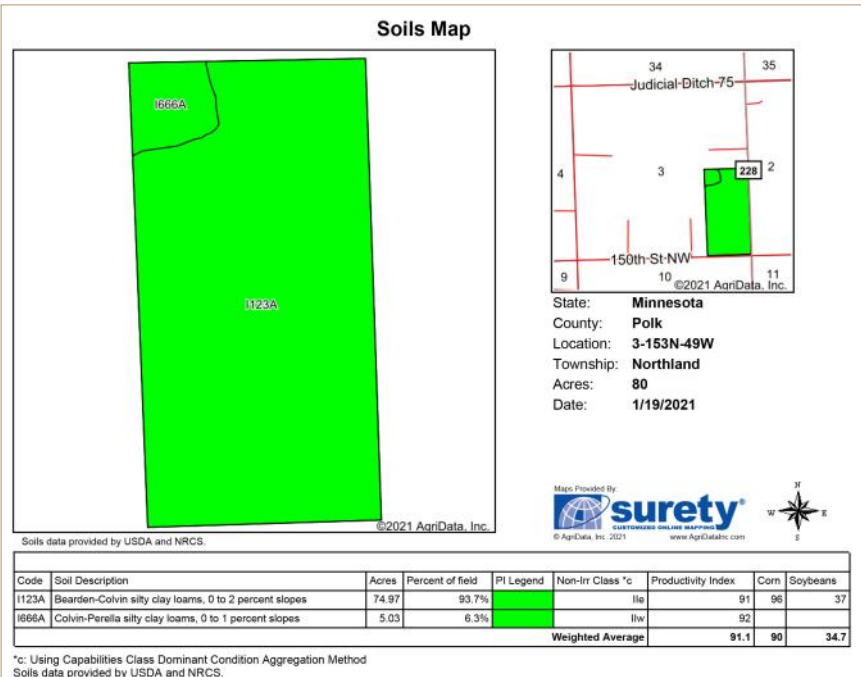 Soils Map
I666A
I123A
©2021 AgriData, Inc.
Soils data provided by USDA and NRCS.
34
35
Judicial Ditch 75
4
3
228
2
150th St NW
9
10
11
©2021 AgriData, Inc.
State: Minnesota
County: Polk
Location: 3-153N-49W
Township: Northland
Acres: 80
Date: 1/19/2021
Maps Provided By:
surety®
CUSTOMIZED ONLINE MAPPING
© AgriData, Inc. 2021 www.AgriDataInc.com
N
W E
S
Code Soil Description Acres Percent of field PI Legend Non-Irr Class *c Productivity Index Corn Soybeans
I123A Bearden-Colvin silty clay loams, 0 to 2 percent slopes 74.97 93.7% IIe 91 96 37
I666A Colvin-Perella silty clay loams, 0 to 1 percent slopes 5.03 6.3% IIw 92
Weighted Average 91.1 90 34.7
*c: Using Capabilities Class Dominant Condition Aggregation Method
Soils data provided by USDA and NRCS.